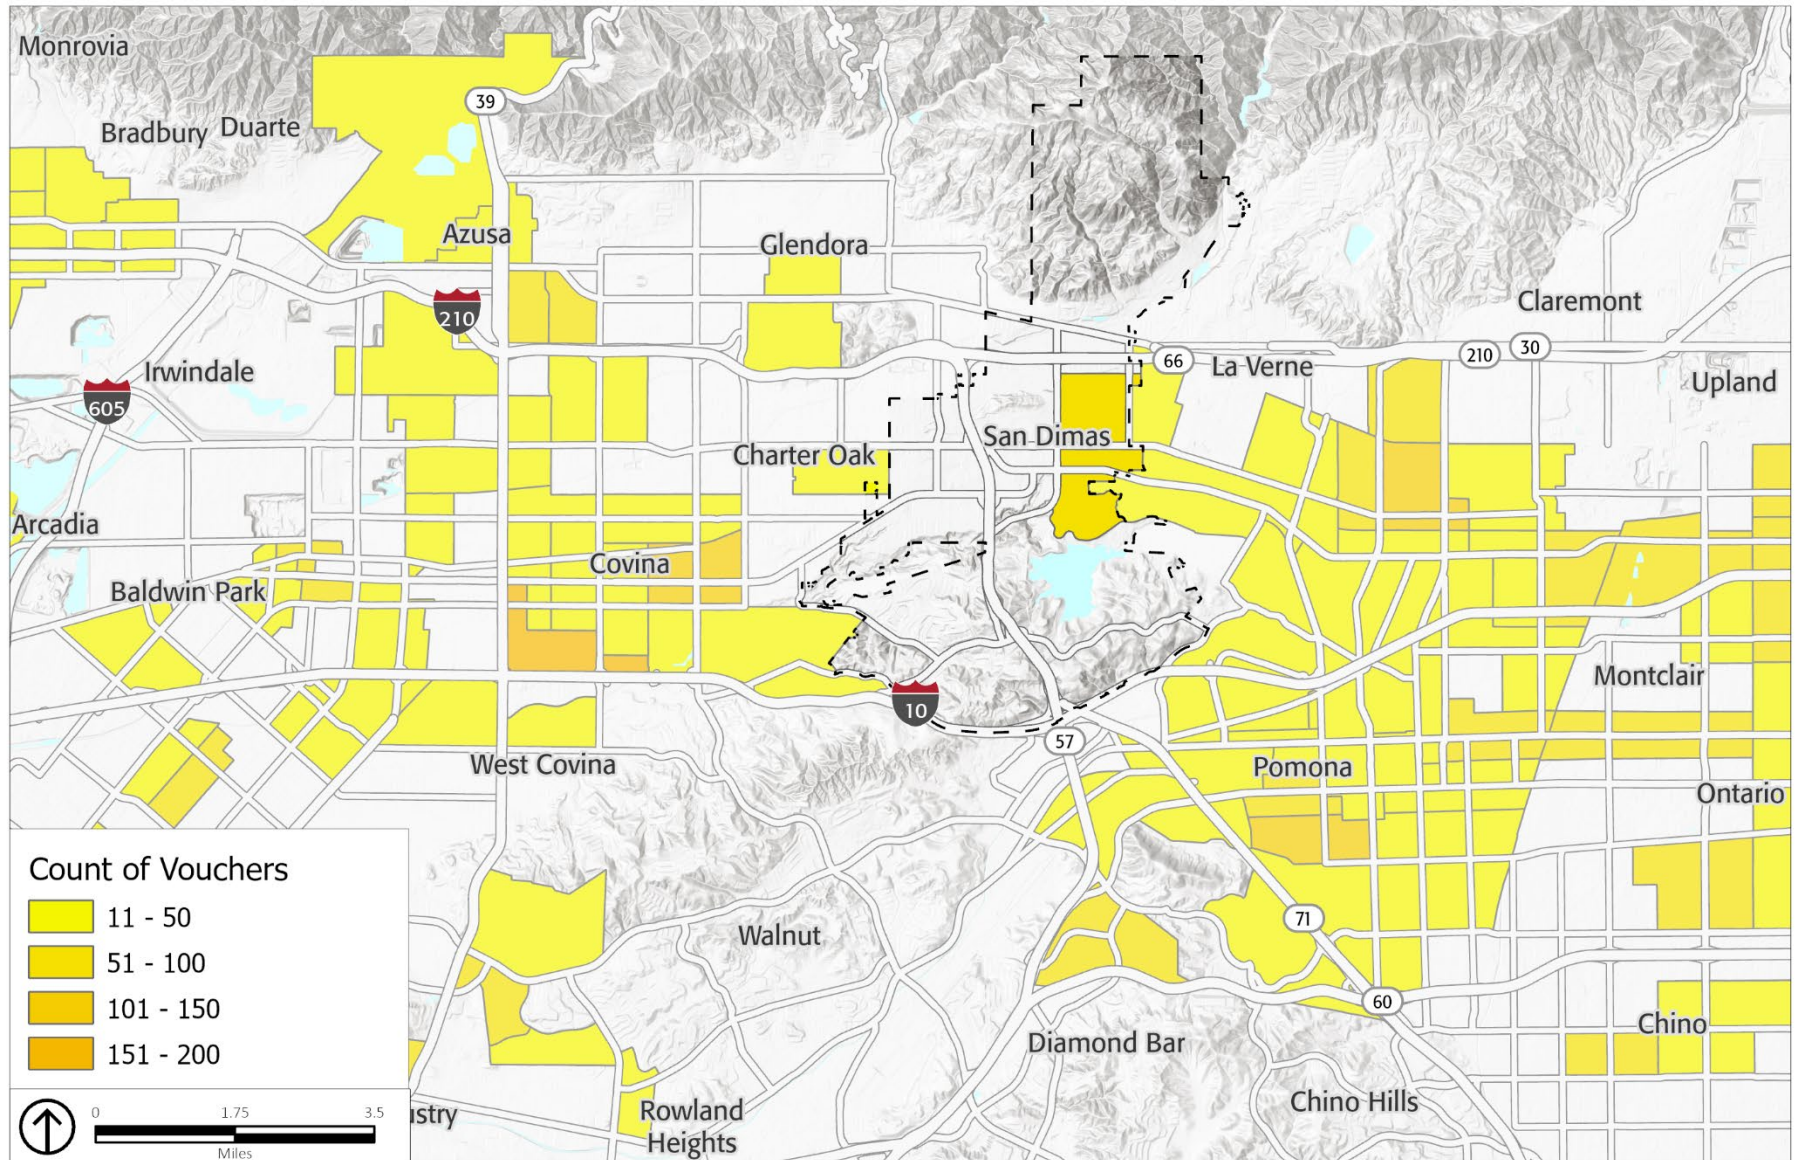 Monrovia
39
Bradbury
Duarte
Azusa
Glendora
Claremont
210
66
210
30
La Verne
Irwindale
605
Upland
San Dimas
Charter Oak
Arcadia
Covina
Baldwin Park
Montclair
10
57
West Covina
Pomona
Ontario
Count of Vouchers
11 - 50
51 - 100
101 - 150
151 - 200
71
Walnut
60
Chino
Diamond Bar
Chino Hills
0 1.75 3.5
Miles
ustry
Rowland
Heights